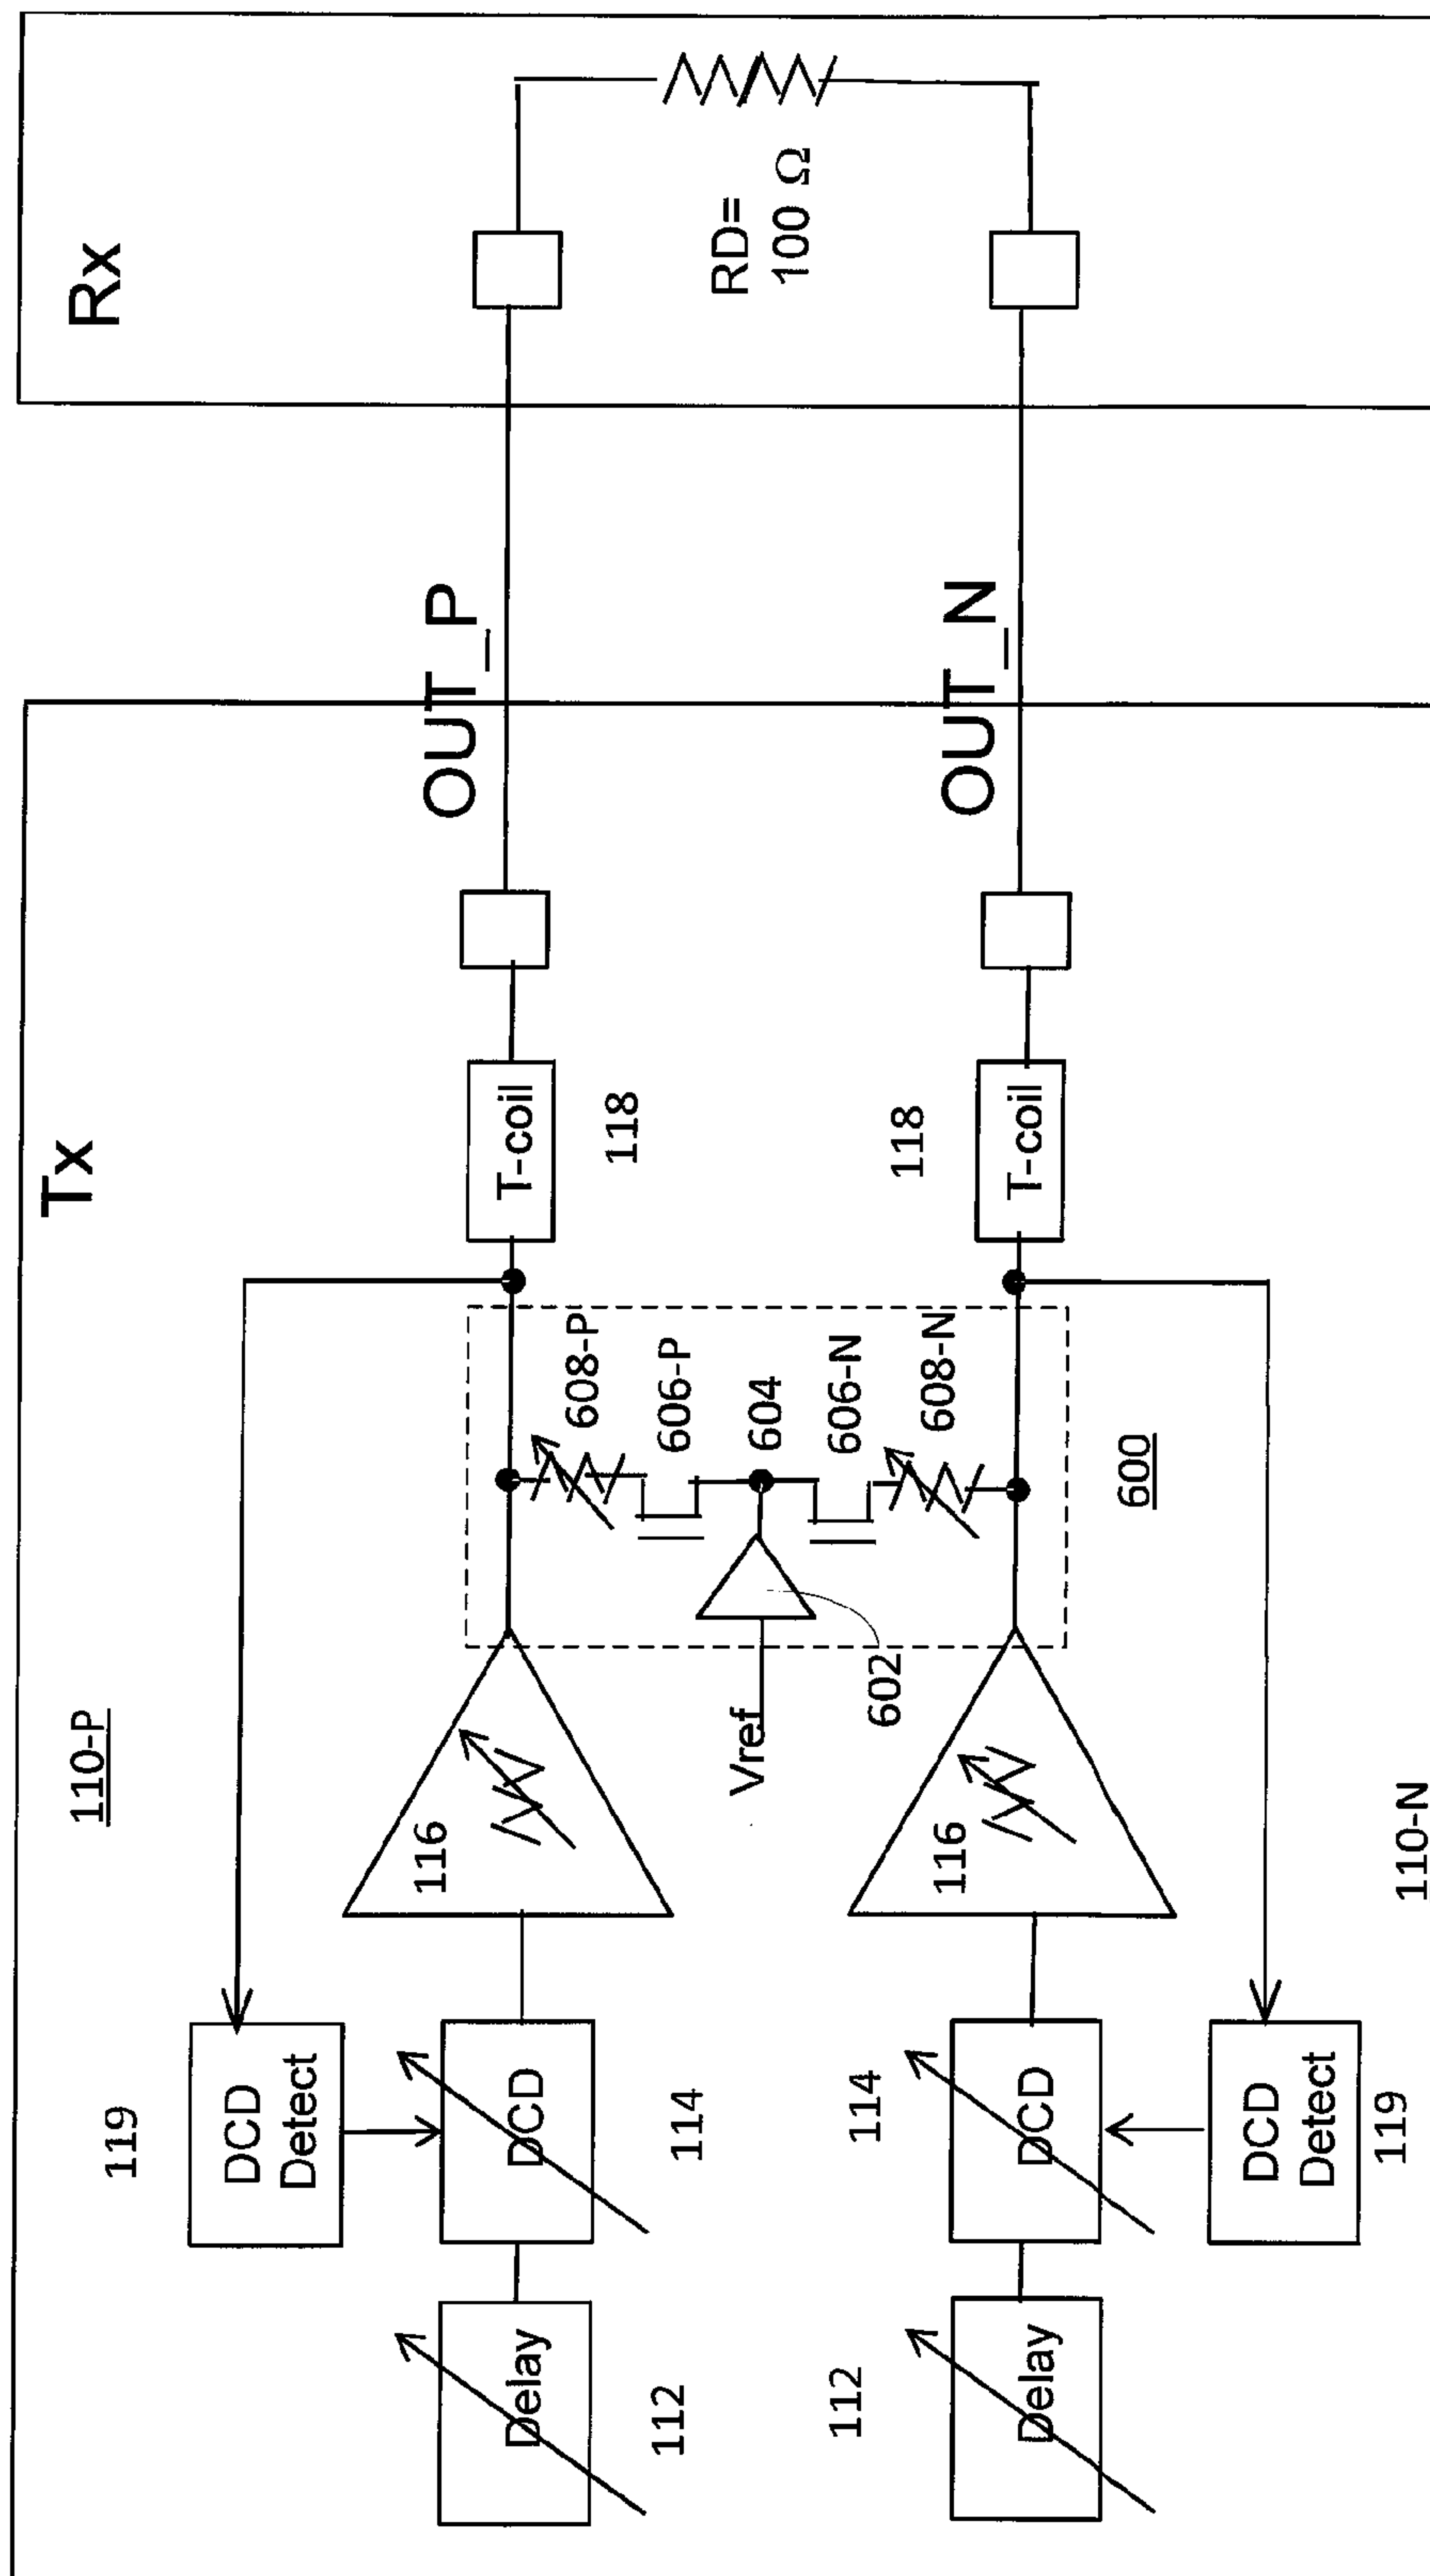 Tx
Rx
110-P
119
DCD
Detect
Delay
112
DCD
114
116
608-P
606-P
604
606-N
608-N
Vref
602
600
T-coil
118
OUT_P
RD=
100 Ω
112
Delay
114
DCD
116
118
T-coil
OUT_N
DCD
Detect
119
110-N